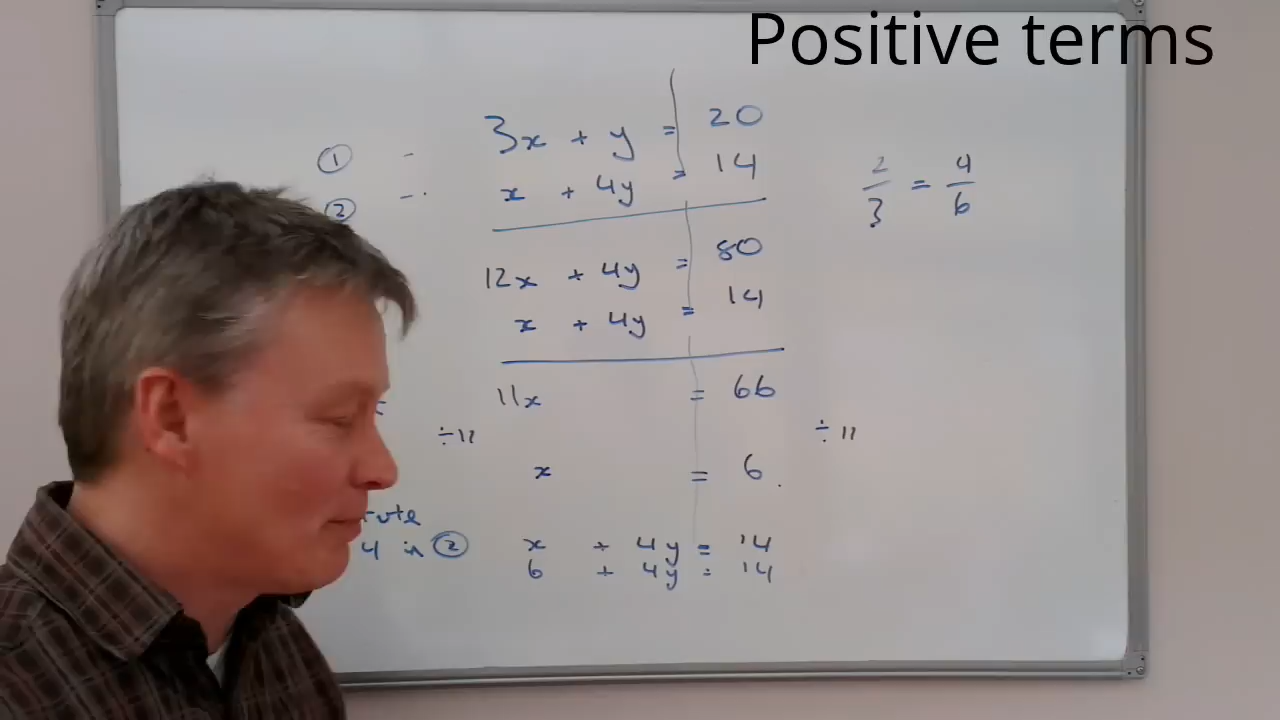 Positive terms
① - 3x + y = 20
② - . x + 4y = 14
2/3 = 4/6
12x + 4y = 80
x + 4y = 14
11x = 66
÷11 ÷11
x = 6 .
4 in ② x + 4y = 14
6 + 4y = 14